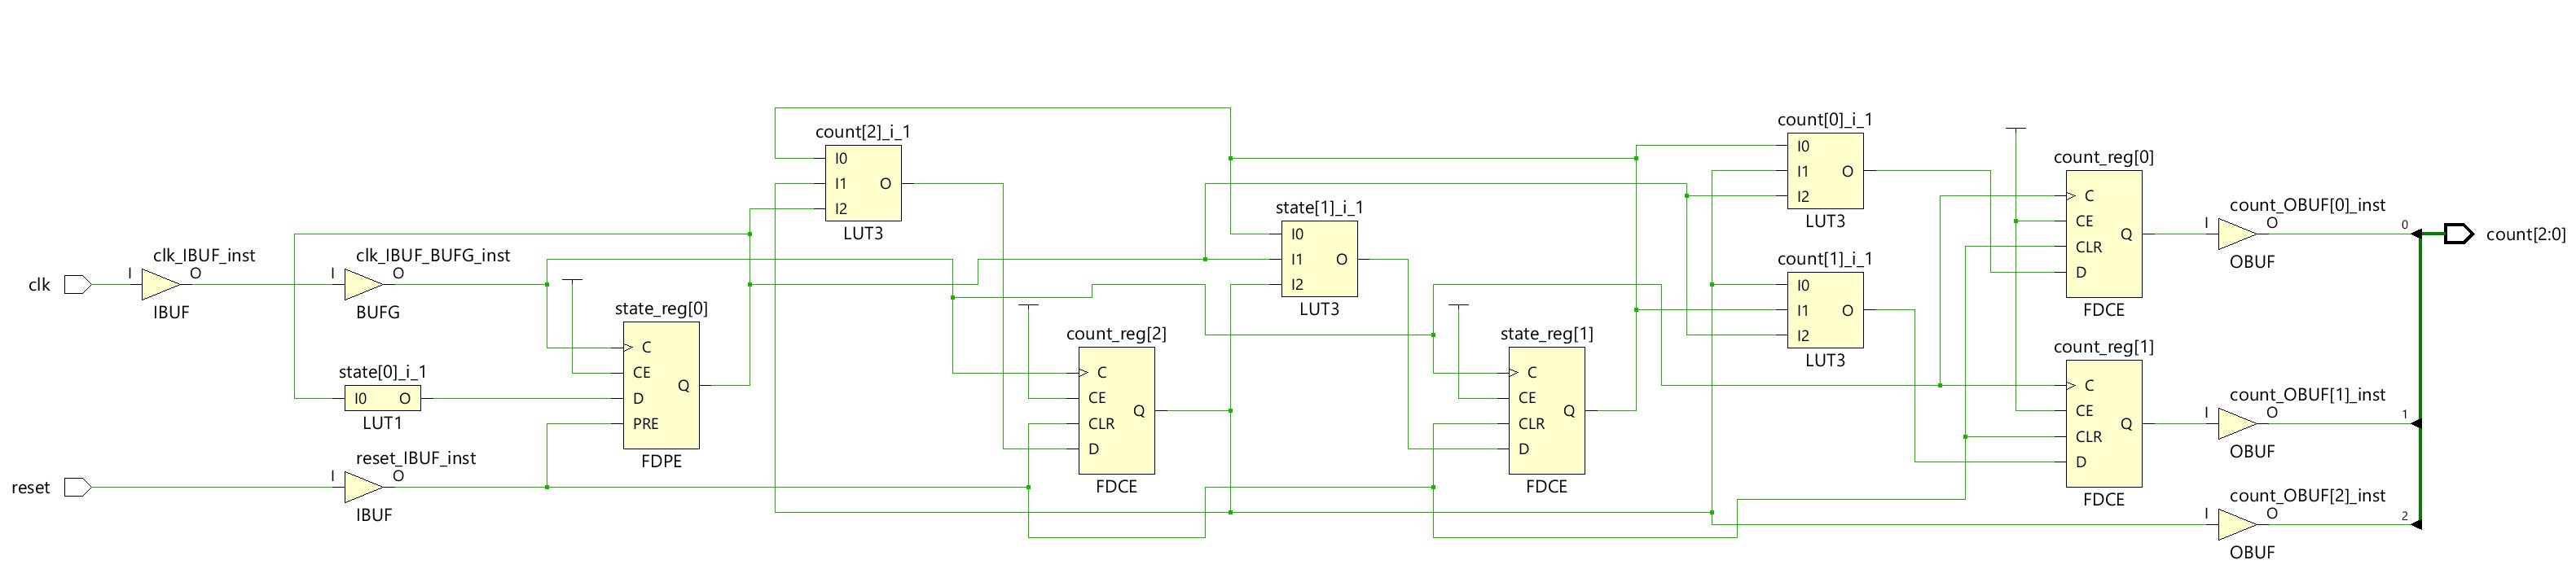 clk
I
clk_IBUF_inst
O
IBUF
I
clk_IBUF_BUFG_inst
O
BUFG
state[0]_i_1
I0 O
LUT1
reset
I
reset_IBUF_inst
O
IBUF
state_reg[0]
C
CE
D
PRE
Q
FDPE
count[2]_i_1
I0
I1
I2
O
LUT3
count_reg[2]
C
CE
CLR
D
Q
FDCE
state[1]_i_1
I0
I1
I2
O
LUT3
state_reg[1]
C
CE
CLR
D
Q
FDCE
count[0]_i_1
I0
I1
I2
O
LUT3
count[1]_i_1
I0
I1
I2
O
LUT3
count_reg[0]
C
CE
CLR
D
Q
FDCE
count_reg[1]
C
CE
CLR
D
Q
FDCE
count_OBUF[0]_inst
I
O
OBUF
0
count_OBUF[1]_inst
I
O
OBUF
1
count_OBUF[2]_inst
I
O
OBUF
2
count[2:0]